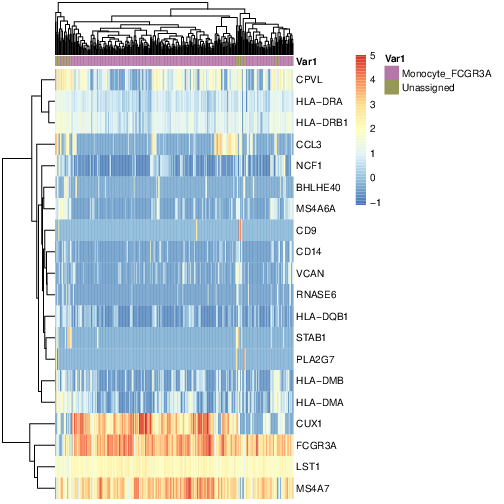 Var1
CPVL
HLA−DRA
HLA−DRB1
CCL3
NCF1
BHLHE40
MS4A6A
CD9
CD14
VCAN
RNASE6
HLA−DQB1
STAB1
PLA2G7
HLA−DMB
HLA−DMA
CUX1
FCGR3A
LST1
MS4A7
5
4
3
2
1
0
−1
Var1
Monocyte_FCGR3A
Unassigned